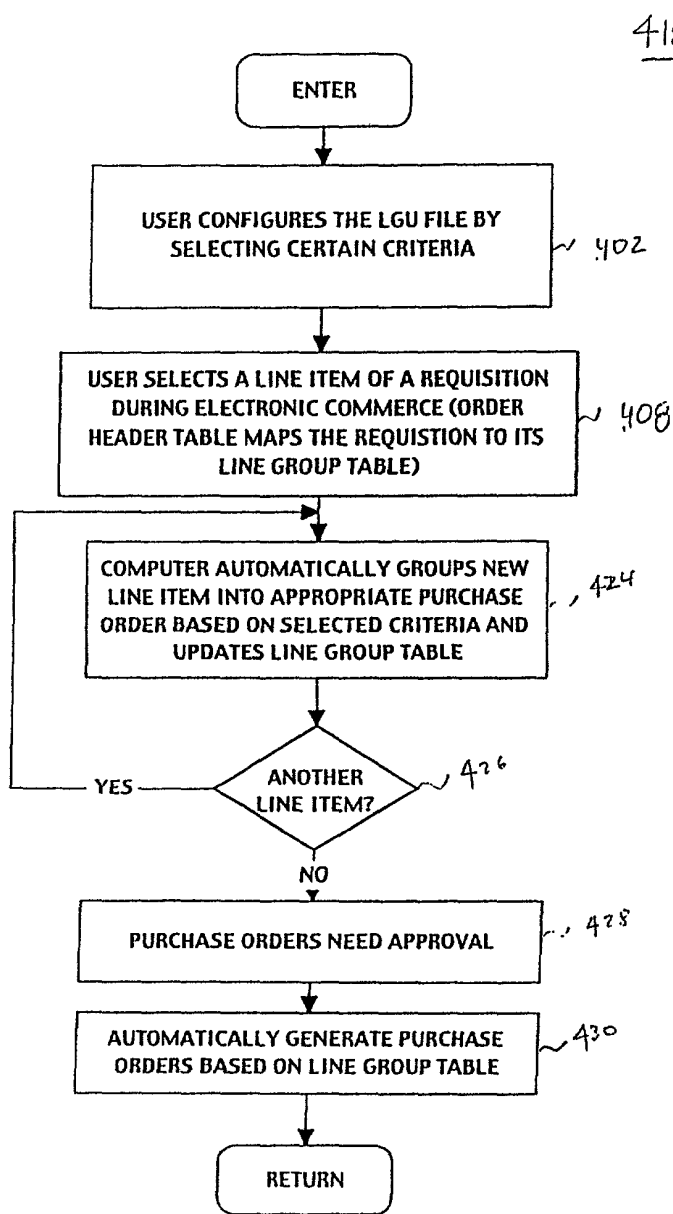 ENTER
USER CONFIGURES THE LGU FILE BY
SELECTING CERTAIN CRITERIA
402
USER SELECTS A LINE ITEM OF A REQUISITION
DURING ELECTRONIC COMMERCE (ORDER
HEADER TABLE MAPS THE REQUISTION TO ITS
LINE GROUP TABLE)
408
COMPUTER AUTOMATICALLY GROUPS NEW
LINE ITEM INTO APPROPRIATE PURCHASE
ORDER BASED ON SELECTED CRITERIA AND
UPDATES LINE GROUP TABLE
424
YES
ANOTHER
LINE ITEM?
426
NO
PURCHASE ORDERS NEED APPROVAL
428
AUTOMATICALLY GENERATE PURCHASE
ORDERS BASED ON LINE GROUP TABLE
430
RETURN